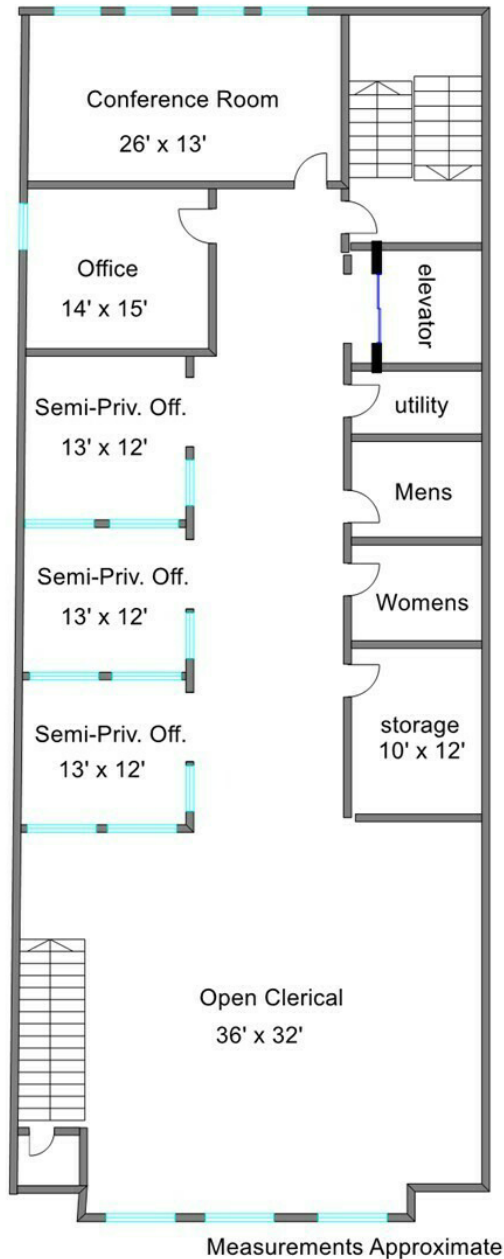 Conference Room
26' x 13'
Office
14' x 15'
elevator
Semi-Priv. Off.
13' x 12'
utility
Mens
Semi-Priv. Off.
13' x 12'
Womens
Semi-Priv. Off.
13' x 12'
storage
10' x 12'
Open Clerical
36' x 32'
Measurements Approximate